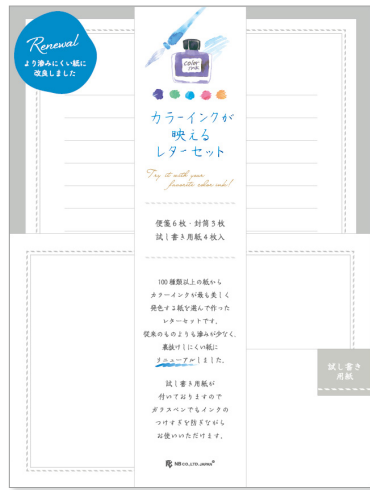 Renewal
より滲みにくい紙に
改良しました
color
ink
カラーインクが
映える
レターセット
Try it with your
favorite color ink!
便箋6枚・封筒3枚
試し書き用紙4枚入
100種類以上の紙から
カラーインクが最も美しく
発色する紙を選んで作った
レターセットです。
従来のものよりも滲みが少なく、
裏抜けしにくい紙に
リニューアルしました。
試し書き用紙が
付いておりますので
ガラスペンでもインクの
つけすぎを防ぎながら
お使いいただけます。
試し書き
用紙
NB CO.,LTD. JAPAN®